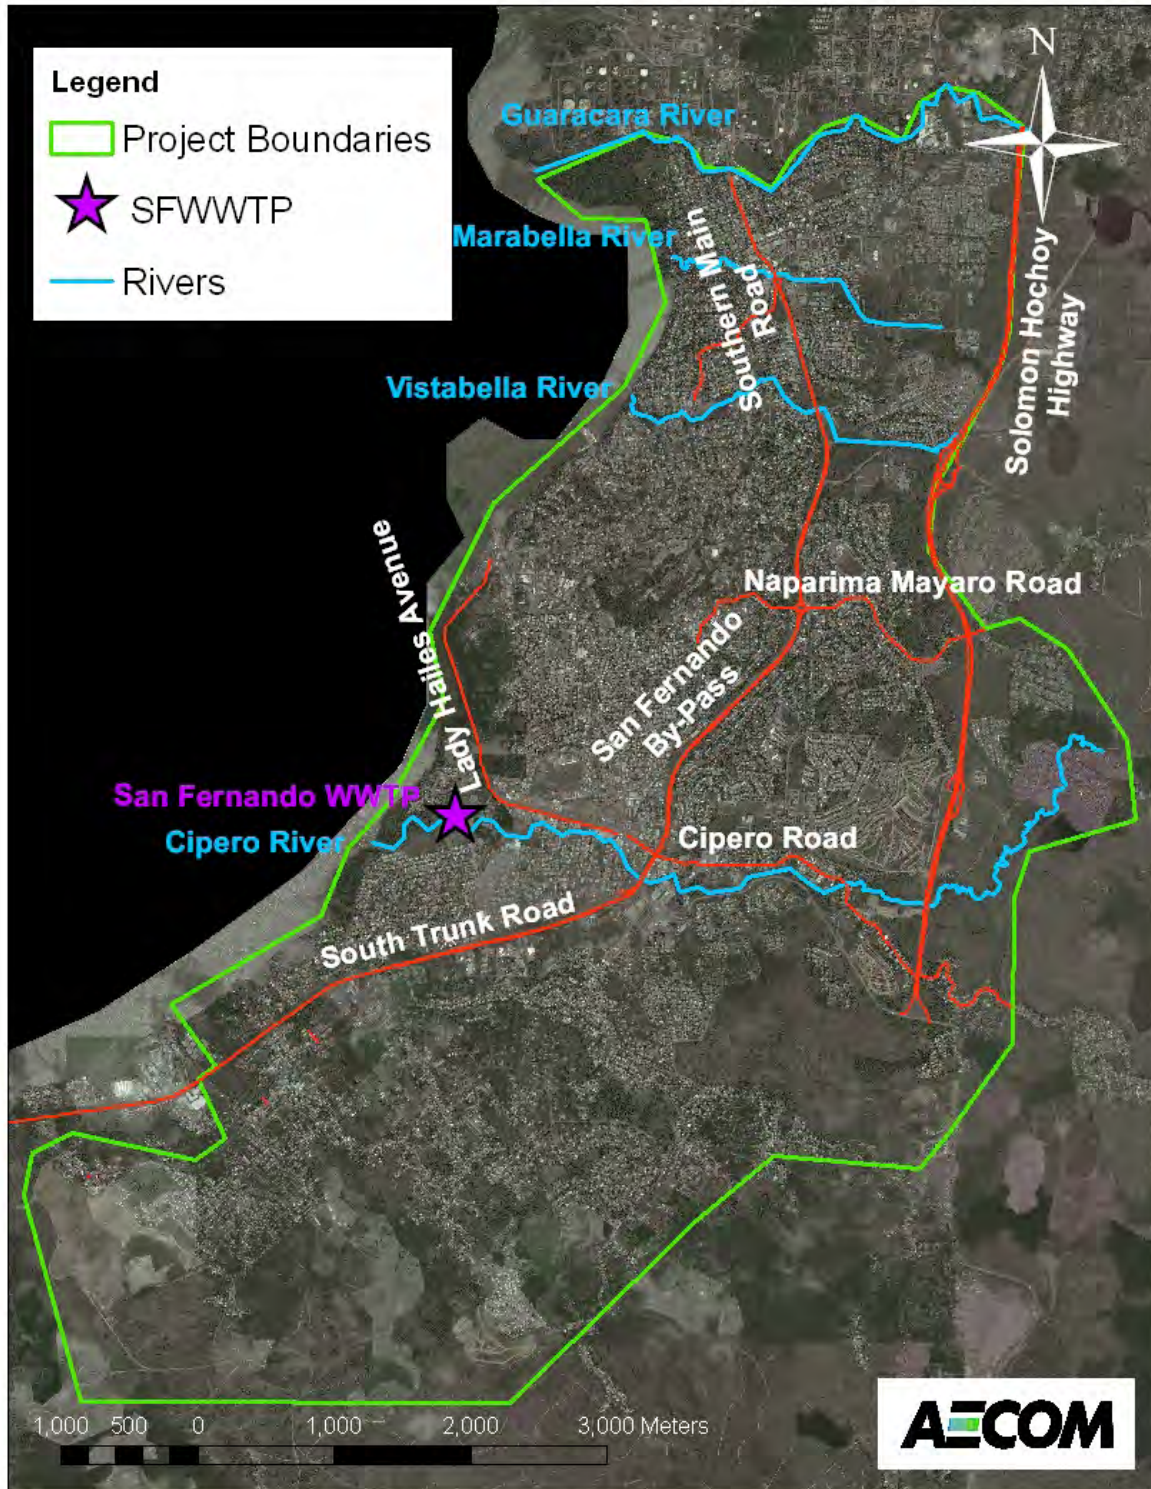 N
Legend
Project Boundaries
SFWWTP
Rivers
Guaracara River
Marabella River
Southern Main
Road
Solomon Hochoy
Highway
Vistabella River
Naparima Mayaro Road
Lady Hailes Avenue
San Fernando
By-Pass
San Fernando WWTP
Cipero River
Cipero Road
South Trunk Road
1,000 500 0 1,000 2,000 3,000 Meters
AECOM